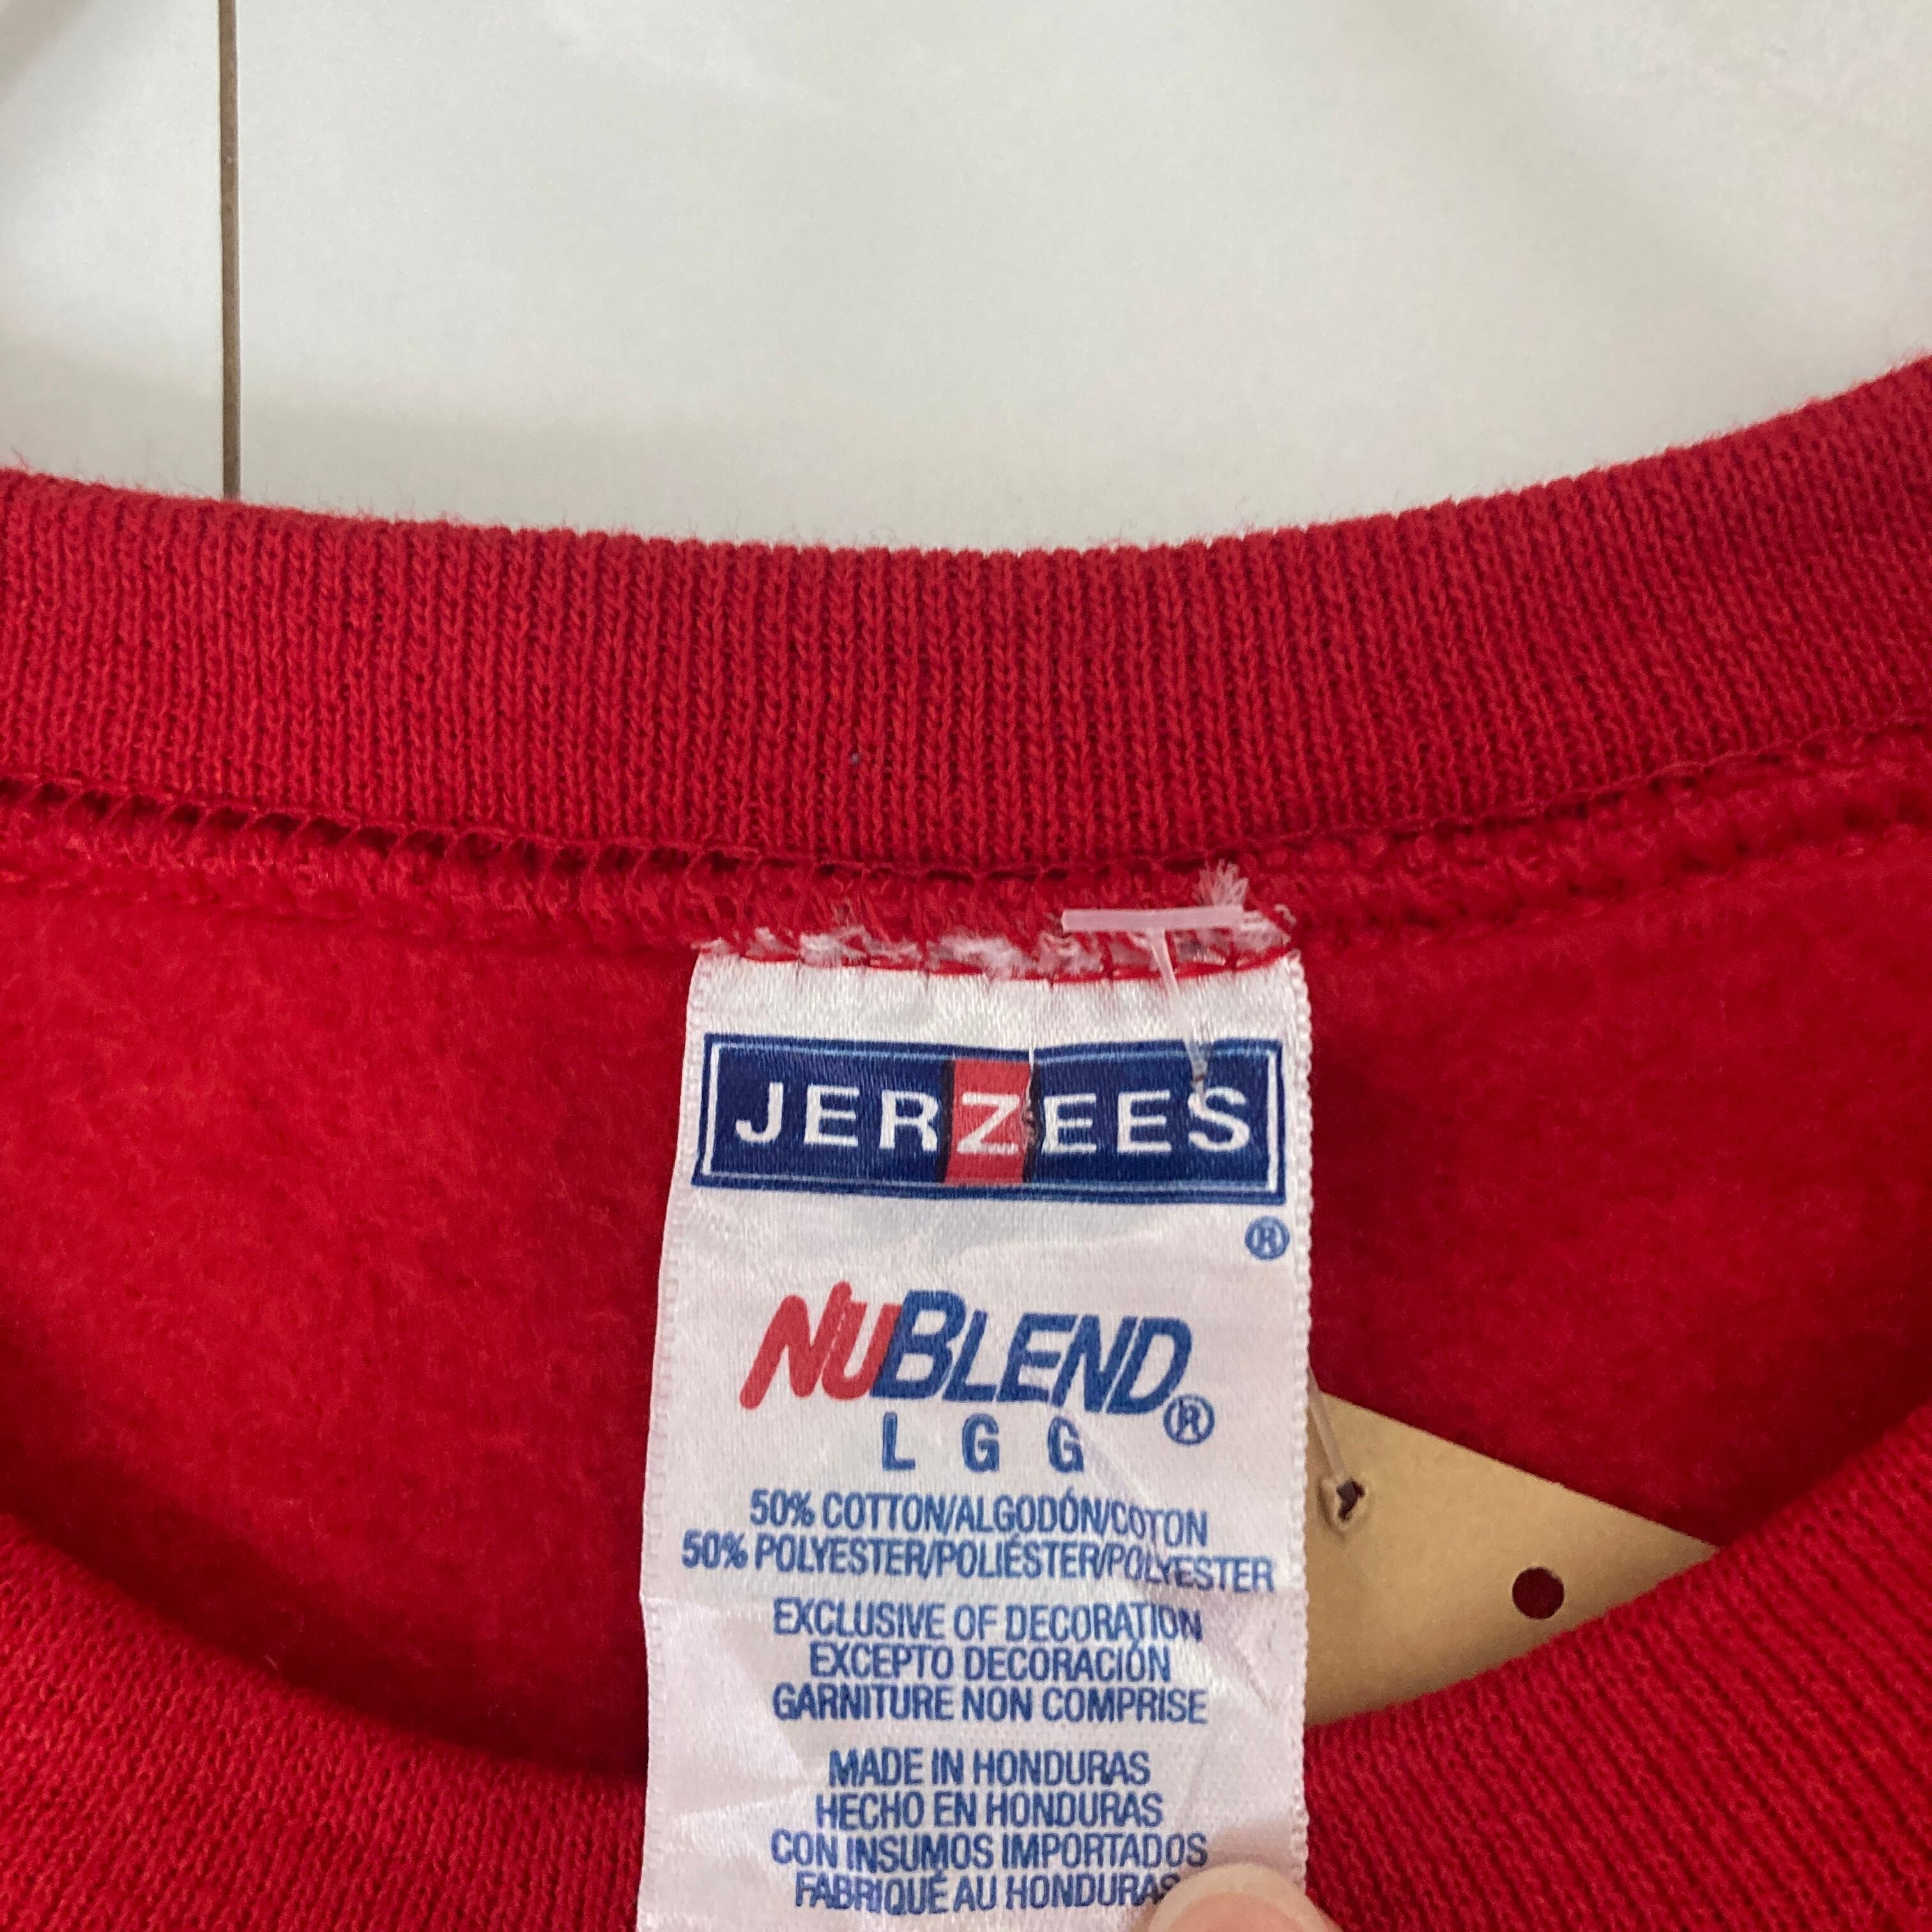 JERZEES
®
NUBLEND®
L G G
50% COTTON/ALGODÓN/COTON
50% POLYESTER/POLIÉSTER/POLYESTER
EXCLUSIVE OF DECORATION
EXCEPTO DECORACIÓN
GARNITURE NON COMPRISE
MADE IN HONDURAS
HECHO EN HONDURAS
CON INSUMOS IMPORTADOS
FABRIQUÉ AU HONDURAS